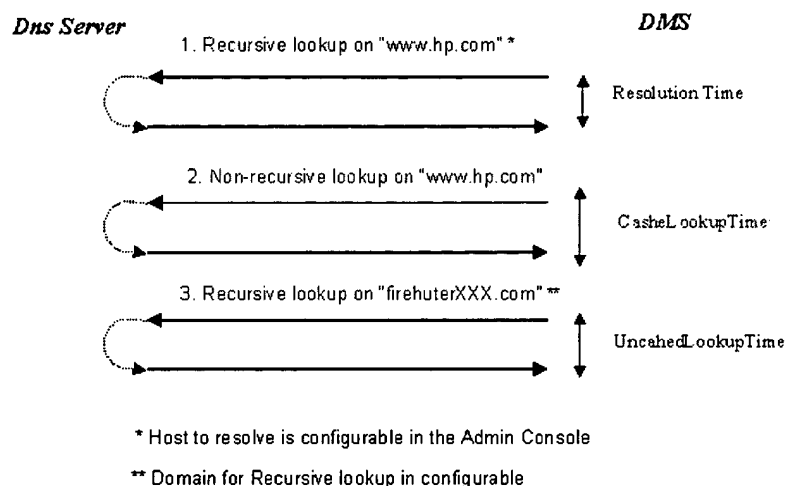 Dns Server
DMS
1. Recursive lookup on "www.hp.com" *
Resolution Time
2. Non-recursive lookup on "www.hp.com"
CasheLookupTime
3. Recursive lookup on "firehuterXXX.com" **
UncahedLookupTime
* Host to resolve is configurable in the Admin Console
** Domain for Recursive lookup in configurable